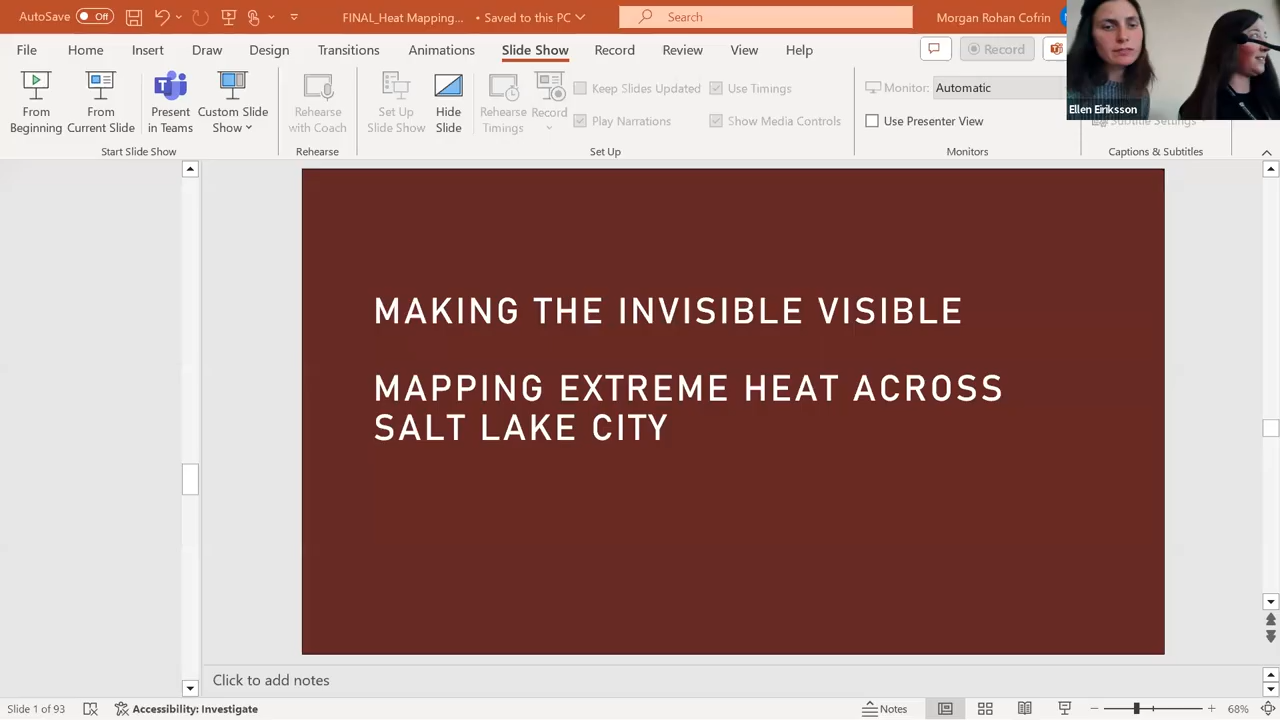 AutoSave Off FINAL_Heat Mapping... • Saved to this PC Search Morgan Rohan Cofrin
File Home Insert Draw Design Transitions Animations Slide Show Record Review View Help Record
From Beginning
From Current Slide
Present in Teams
Custom Slide Show
Rehearse with Coach
Set Up Slide Show
Hide Slide
Rehearse Timings
Record
Keep Slides Updated
Use Timings
Play Narrations
Show Media Controls
Monitor: Automatic
Use Presenter View
Subtitle Settings
Start Slide Show Rehearse Set Up Monitors Captions & Subtitles
Ellen Eiriksson
MAKING THE INVISIBLE VISIBLE
MAPPING EXTREME HEAT ACROSS
SALT LAKE CITY
Click to add notes
Slide 1 of 93 Accessibility: Investigate Notes 68%